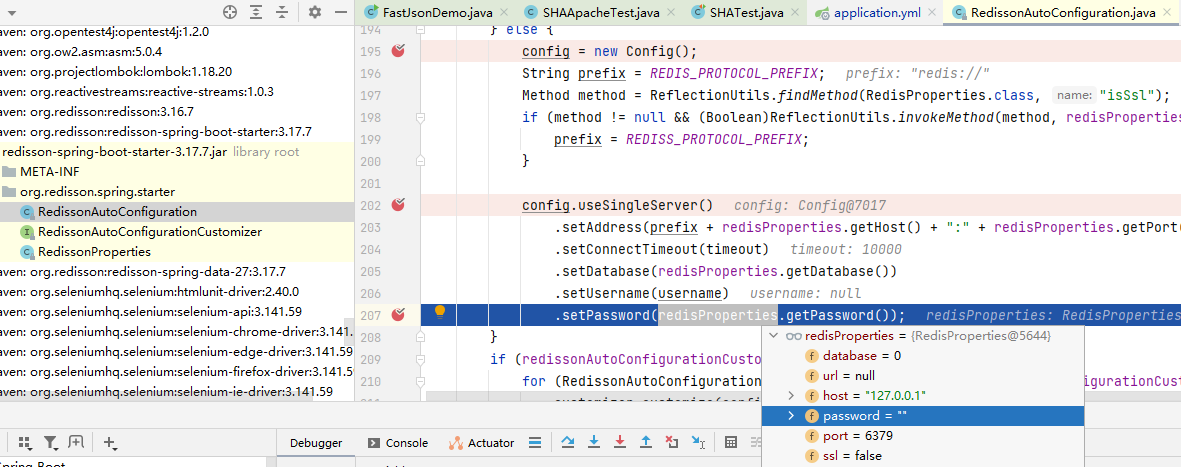 FastJsonDemo.java
SHAApacheTest.java
SHATest.java
application.yml
RedissonAutoConfiguration.java
aven: org.opentest4j:opentest4j:1.2.0
aven: org.ow2.asm:asm:5.0.4
aven: org.projectlombok:lombok:1.18.20
aven: org.reactivestreams:reactive-streams:1.0.3
aven: org.redisson:redisson:3.16.7
aven: org.redisson:redisson-spring-boot-starter:3.17.7
redisson-spring-boot-starter-3.17.7.jar library root
META-INF
org.redisson.spring.starter
RedissonAutoConfiguration
RedissonAutoConfigurationCustomizer
RedissonProperties
aven: org.redisson:redisson-spring-data-27:3.17.7
aven: org.seleniumhq.selenium:htmlunit-driver:2.40.0
aven: org.seleniumhq.selenium:selenium-api:3.141.59
aven: org.seleniumhq.selenium:selenium-chrome-driver:3.141
aven: org.seleniumhq.selenium:selenium-edge-driver:3.141.5
aven: org.seleniumhq.selenium:selenium-firefox-driver:3.141.
aven: org.seleniumhq.selenium:selenium-ie-driver:3.141.59
194 } else {
195 config = new Config();
196 String prefix = REDIS_PROTOCOL_PREFIX; prefix: "redis://"
197 Method method = ReflectionUtils.findMethod(RedisProperties.class, name: "isSsl");
198 if (method != null && (Boolean)ReflectionUtils.invokeMethod(method, redisProperties
199 prefix = REDISS_PROTOCOL_PREFIX;
200 }
201
202 config.useSingleServer() config: Config@7017
203 .setAddress(prefix + redisProperties.getHost() + ":" + redisProperties.getPort(
204 .setConnectTimeout(timeout) timeout: 10000
205 .setDatabase(redisProperties.getDatabase())
206 .setUsername(username) username: null
207 .setPassword(redisProperties.getPassword()); redisProperties: RedisProperties
208 }
209 if (redissonAutoConfigurationCusto
210 for (RedissonAutoConfiguration
gurationCust
redisProperties = {RedisProperties@5644}
database = 0
url = null
host = "127.0.0.1"
password = ""
port = 6379
ssl = false
Debugger
Console
Actuator
Spring Boot